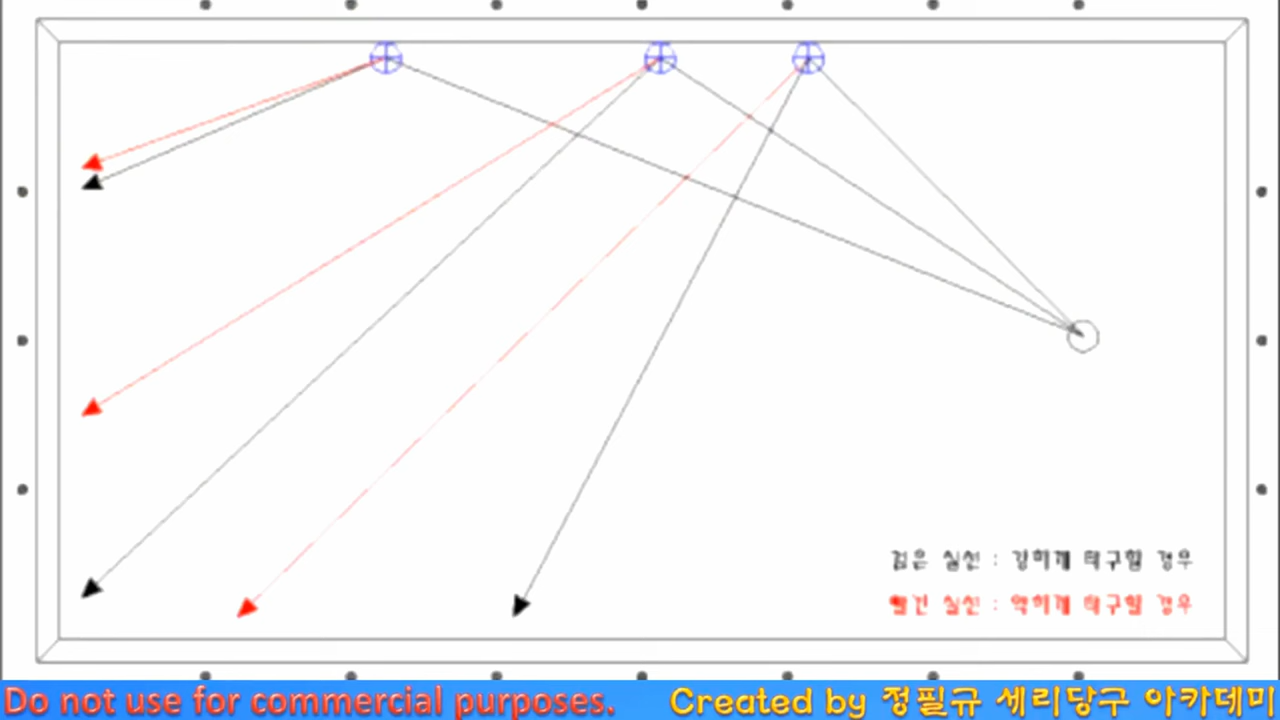 검은 실선 : 강하게 타구할 경우
빨간 실선 : 약하게 타구할 경우
Do not use for commercial purposes. Created by 정필규 세리당구 아카데미